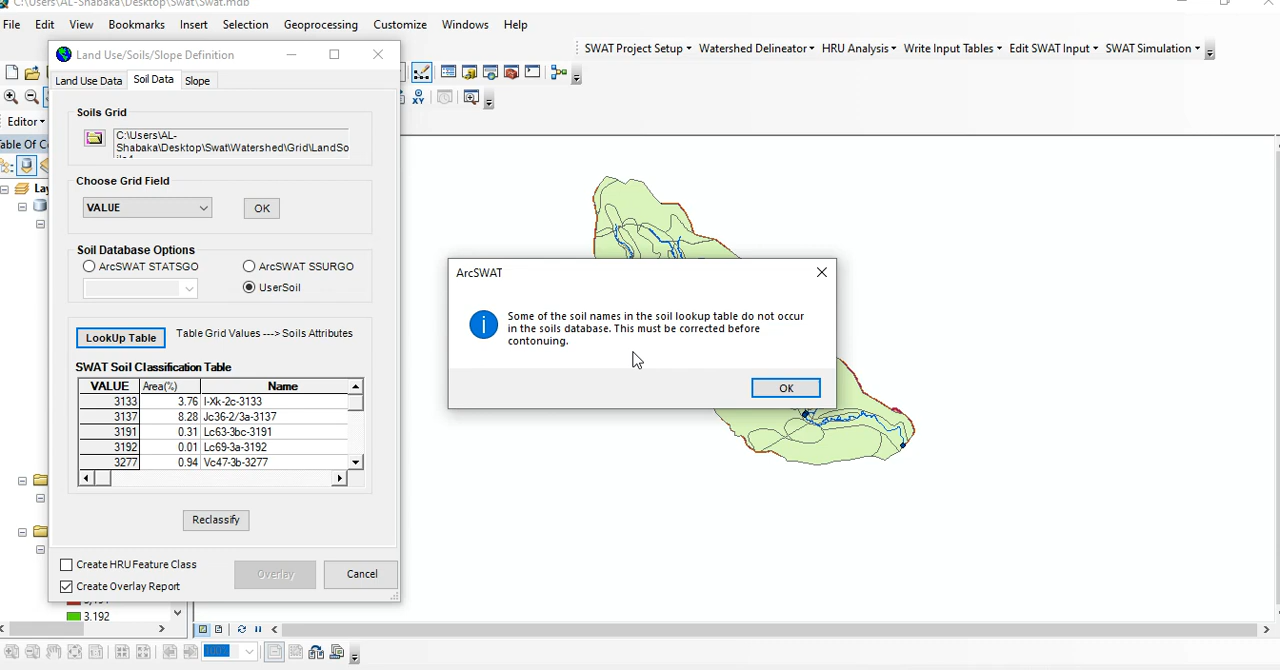 C:\Users\AL-Shabaka\Desktop\Swat\Swat.mdb
File Edit View Bookmarks Insert Selection Geoprocessing Customize Windows Help
Land Use/Soils/Slope Definition
SWAT Project Setup Watershed Delineator HRU Analysis Write Input Tables Edit SWAT Input SWAT Simulation
Land Use Data Soil Data Slope
XY
Editor
Table Of C
Soils Grid
C:\Users\AL-
Shabaka\Desktop\Swat\Watershed\Grid\LandSo
Choose Grid Field
VALUE OK
Lay
Soil Database Options
ArcSWAT STATSGO ArcSWAT SSURGO
UserSoil
LookUp Table Table Grid Values ---> Soils Attributes
SWAT Soil Classification Table
VALUE Area(%) Name
3133 3.76 I-Xk-2c-3133
3137 8.28 Jc36-2/3a-3137
3191 0.31 Lc63-3bc-3191
3192 0.01 Lc69-3a-3192
3277 0.94 Vc47-3b-3277
Reclassify
Create HRU Feature Class
Create Overlay Report
Overlay Cancel
3,192
ArcSWAT
Some of the soil names in the soil lookup table do not occur
in the soils database. This must be corrected before
contonuing.
OK